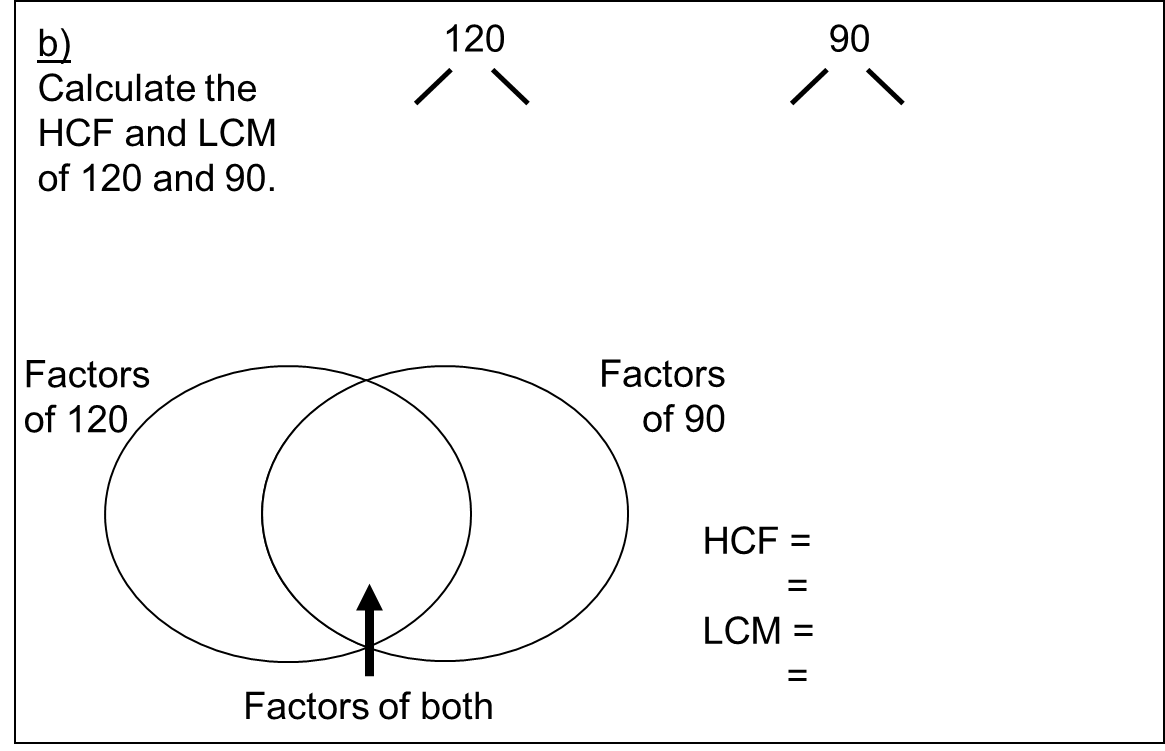 b)
Calculate the
HCF and LCM
of 120 and 90.
120
90
Factors
of 120
Factors
of 90
HCF =
=
LCM =
=
Factors of both